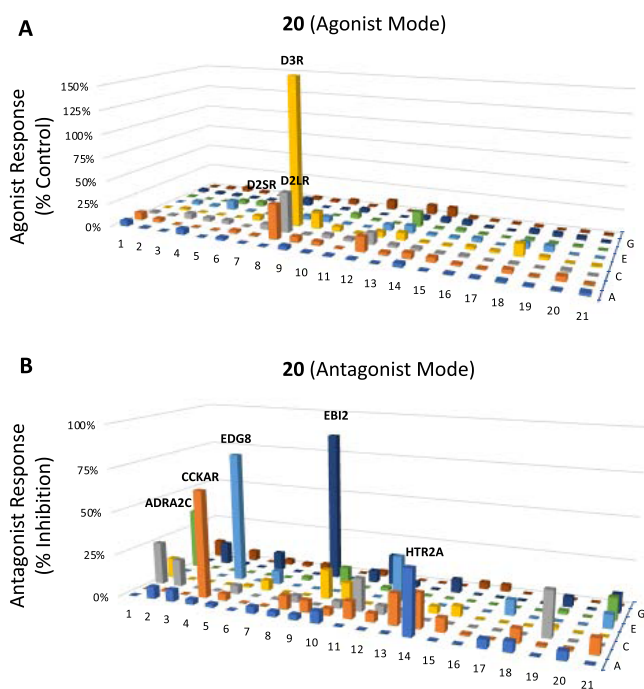 A
20 (Agonist Mode)
D3R
150%
125%
100%
75%
50%
25%
0%
Agonist Response
(% Control)
D2SR D2LR
1 2 3 4 5 6 7 8 9 10 11 12 13 14 15 16 17 18 19 20 21
G
E
C
A
B
20 (Antagonist Mode)
100%
75%
50%
25%
0%
Antagonist Response
(% Inhibition)
EBI2
EDG8
CCKAR
ADRA2C
HTR2A
1 2 3 4 5 6 7 8 9 10 11 12 13 14 15 16 17 18 19 20 21
G
E
C
A